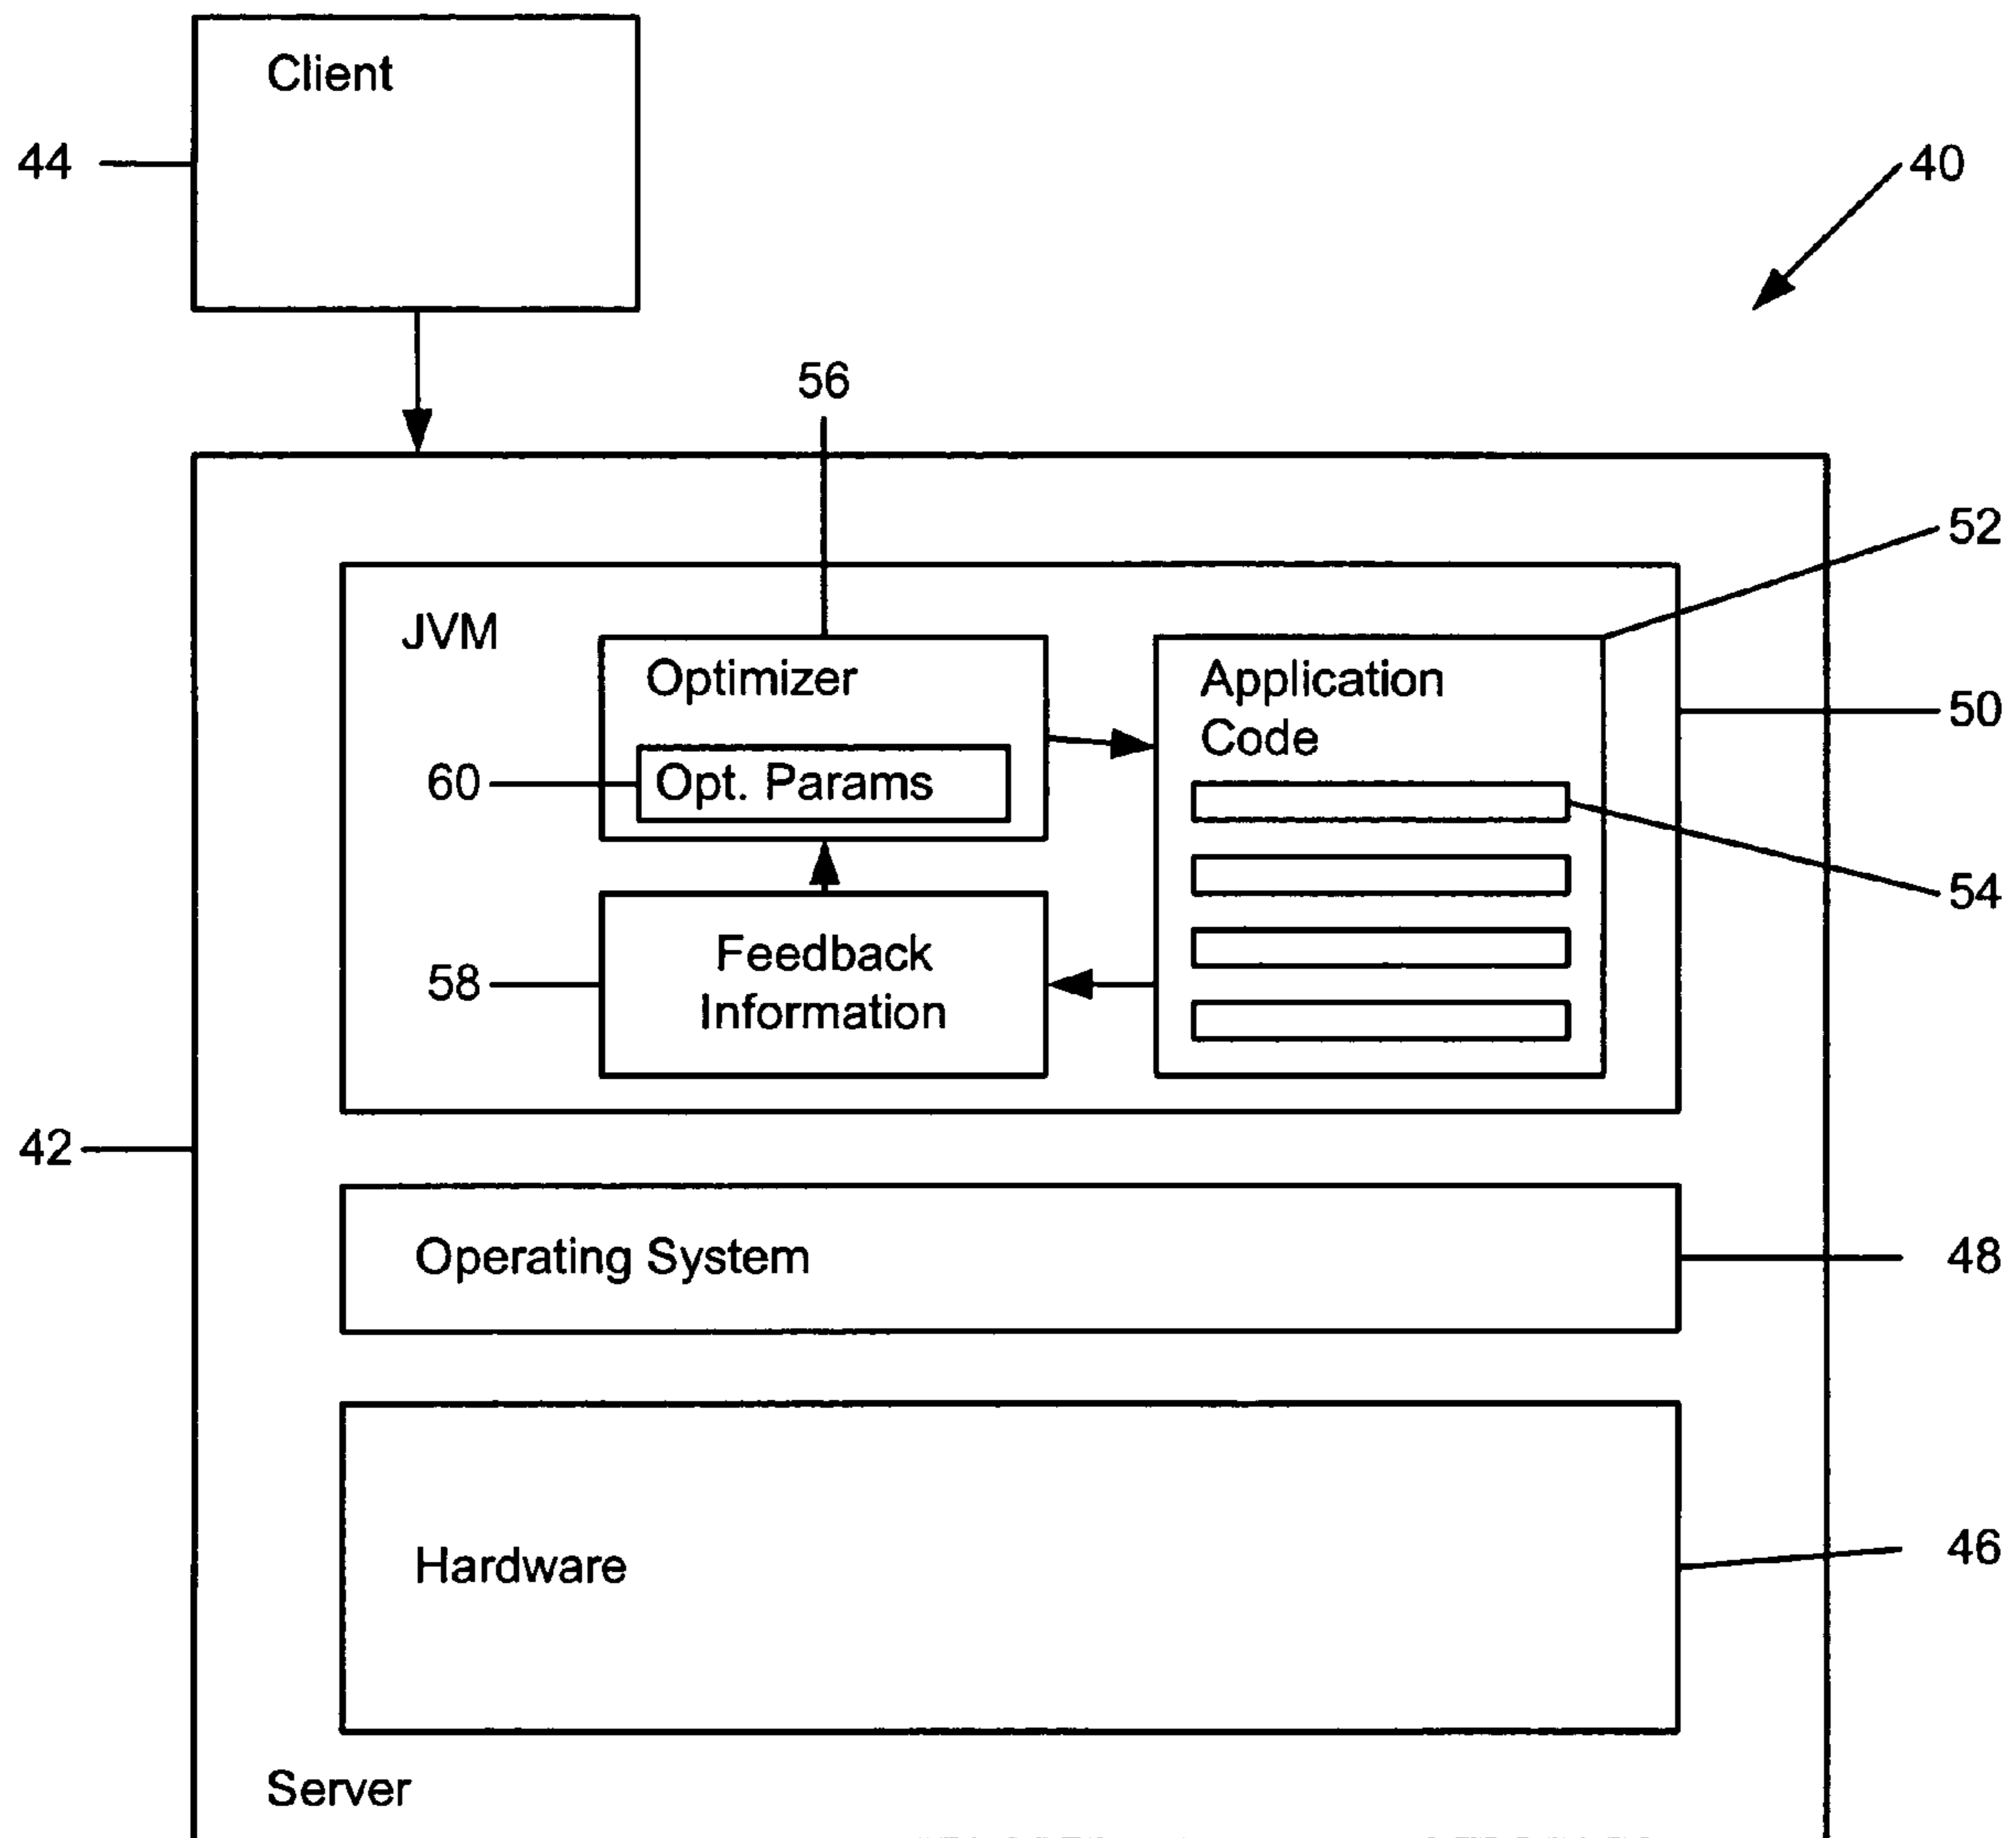 Client
44
40
56
52
JVM
Optimizer
Application
Code
50
60
Opt. Params
54
Feedback
Information
58
42
Operating System
48
Hardware
46
Server